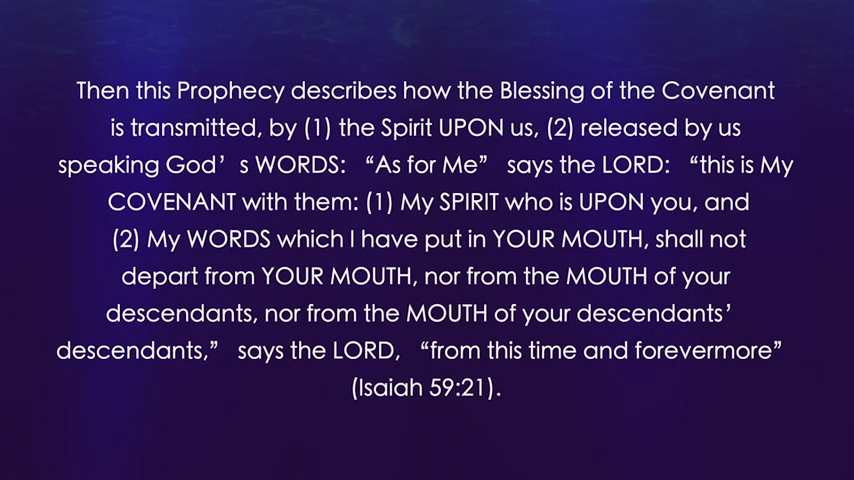 Then this Prophecy describes how the Blessing of the Covenant
is transmitted, by (1) the Spirit UPON us, (2) released by us
speaking God’s WORDS: “As for Me” says the LORD: “this is My
COVENANT with them: (1) My SPIRIT who is UPON you, and
(2) My WORDS which I have put in YOUR MOUTH, shall not
depart from YOUR MOUTH, nor from the MOUTH of your
descendants, nor from the MOUTH of your descendants’
descendants,” says the LORD, “from this time and forevermore”
(Isaiah 59:21).